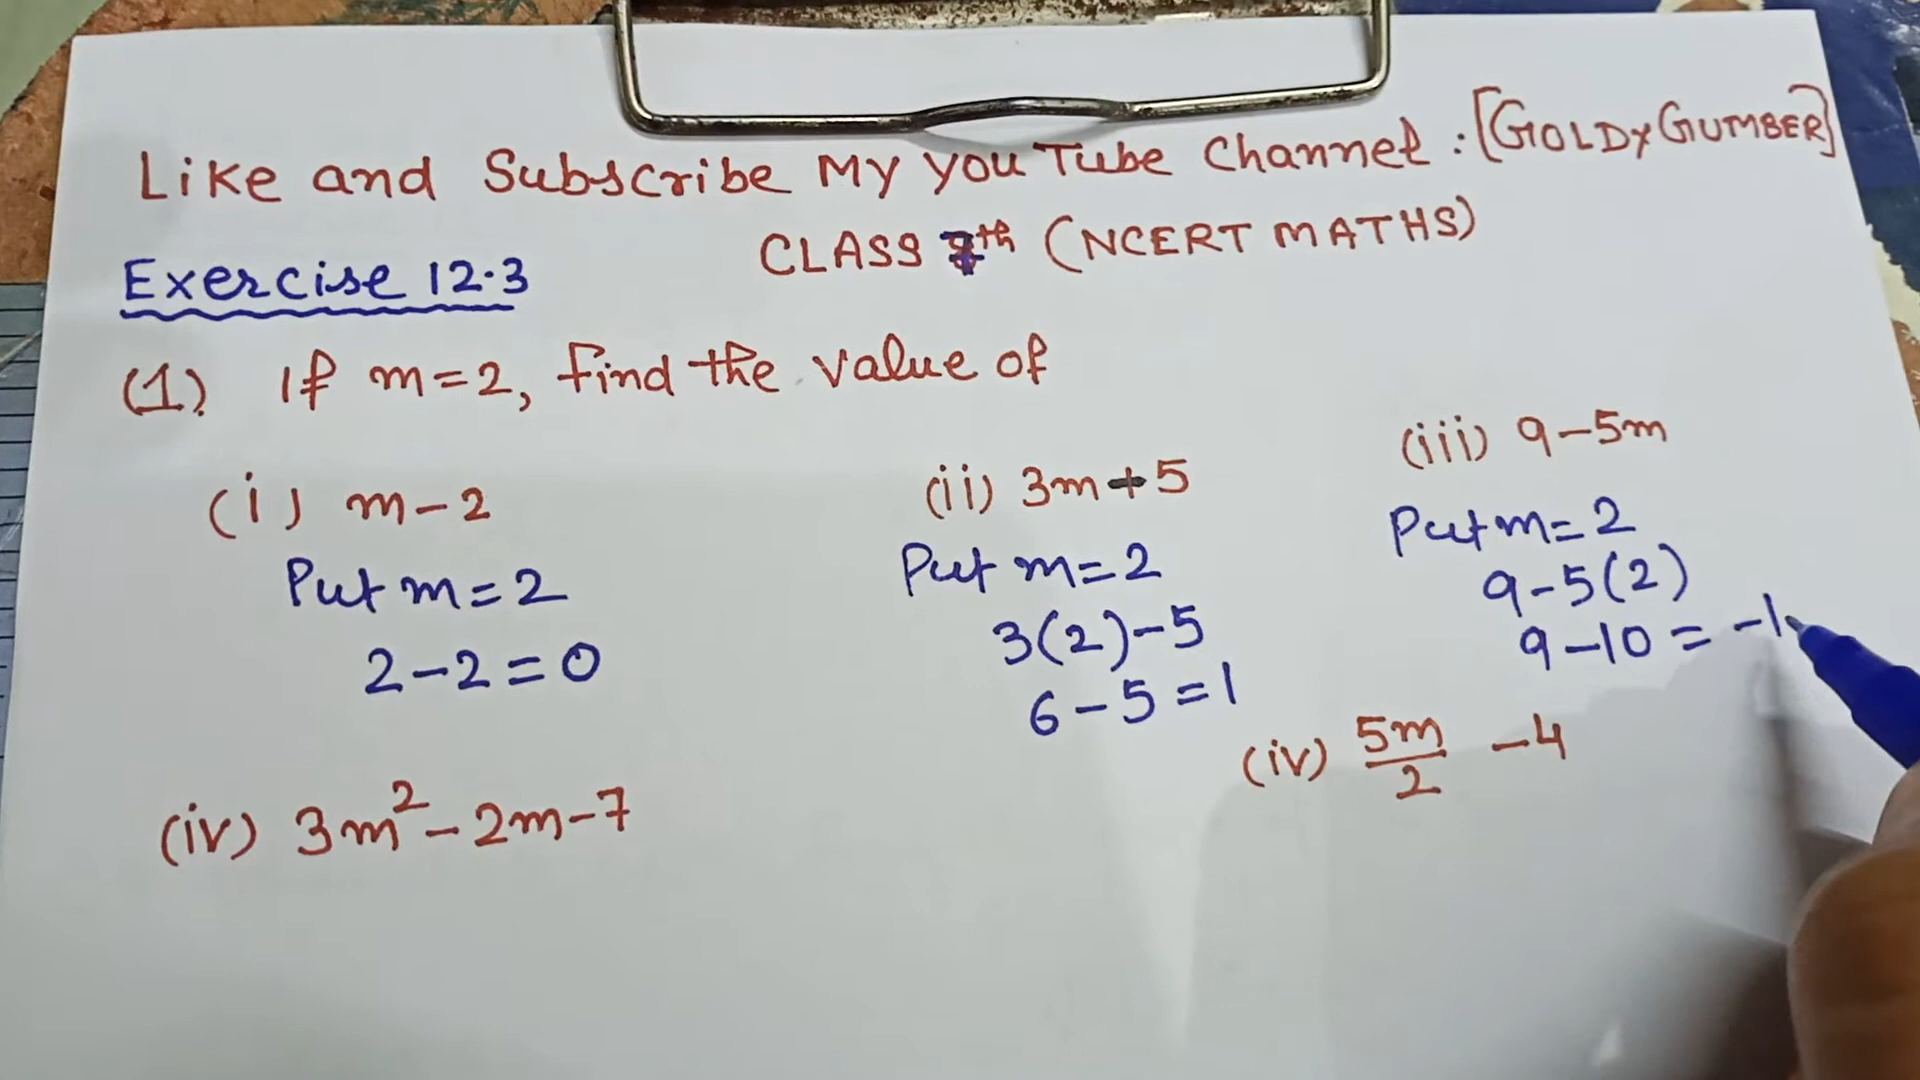 Like and Subscribe My YouTube Channel : [GOLDY GUMBER]
CLASS 7th (NCERT MATHS)
Exercise 12.3
(1) If m=2, find the value of
(i) m-2
Put m=2
2-2=0
(ii) 3m+5
Put m=2
3(2)-5
6-5=1
(iii) 9-5m
Put m=2
9-5(2)
9-10=-1
(iv) 3m²-2m-7
(iv) 5m/2 -4